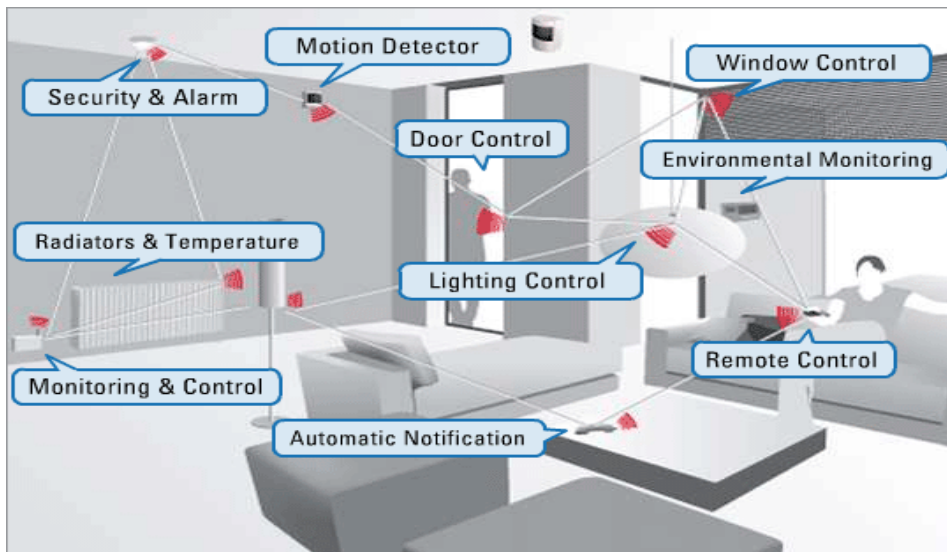 Motion Detector
Window Control
Security & Alarm
Door Control
Environmental Monitoring
Radiators & Temperature
Lighting Control
Remote Control
Monitoring & Control
Automatic Notification